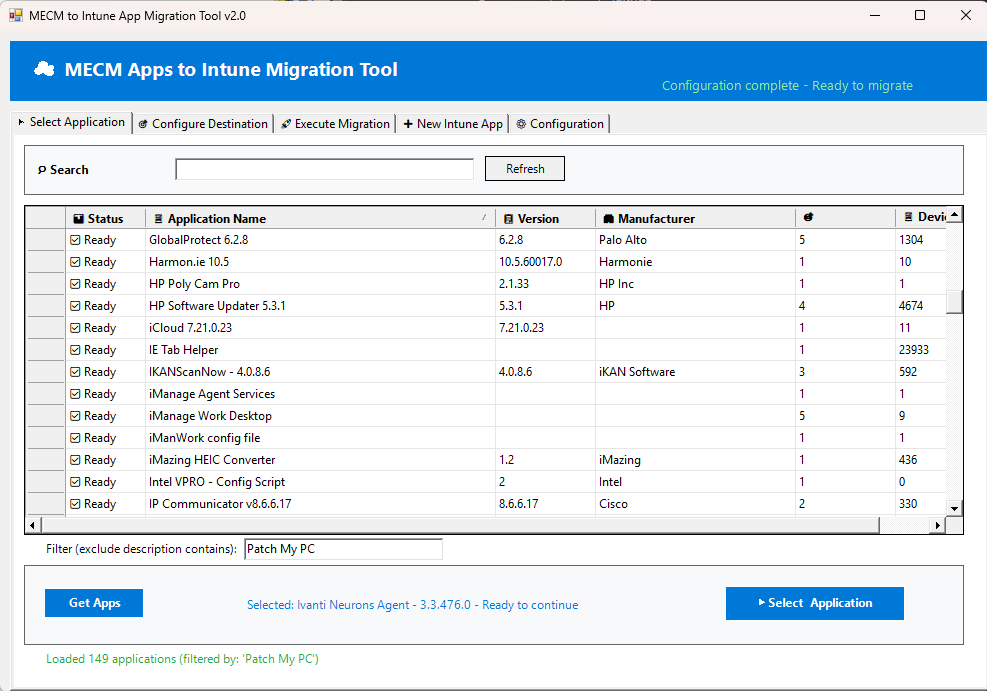 MECM to Intune App Migration Tool v2.0
MECM Apps to Intune Migration Tool
Configuration complete - Ready to migrate
Select Application Configure Destination Execute Migration New Intune App Configuration
Search Refresh
Status Application Name Version Manufacturer Devi
Ready GlobalProtect 6.2.8 6.2.8 Palo Alto 5 1304
Ready Harmon.ie 10.5 10.5.60017.0 Harmonie 1 10
Ready HP Poly Cam Pro 2.1.33 HP Inc 1 1
Ready HP Software Updater 5.3.1 5.3.1 HP 4 4674
Ready iCloud 7.21.0.23 7.21.0.23 1 11
Ready IE Tab Helper 1 23933
Ready IKANScanNow - 4.0.8.6 4.0.8.6 iKAN Software 3 592
Ready iManage Agent Services 1 1
Ready iManage Work Desktop 5 9
Ready iManWork config file 1 1
Ready iMazing HEIC Converter 1.2 iMazing 1 436
Ready Intel VPRO - Config Script 2 Intel 1 0
Ready IP Communicator v8.6.6.17 8.6.6.17 Cisco 2 330
Filter (exclude description contains): Patch My PC
Get Apps Selected: Ivanti Neurons Agent - 3.3.476.0 - Ready to continue Select Application
Loaded 149 applications (filtered by: 'Patch My PC')